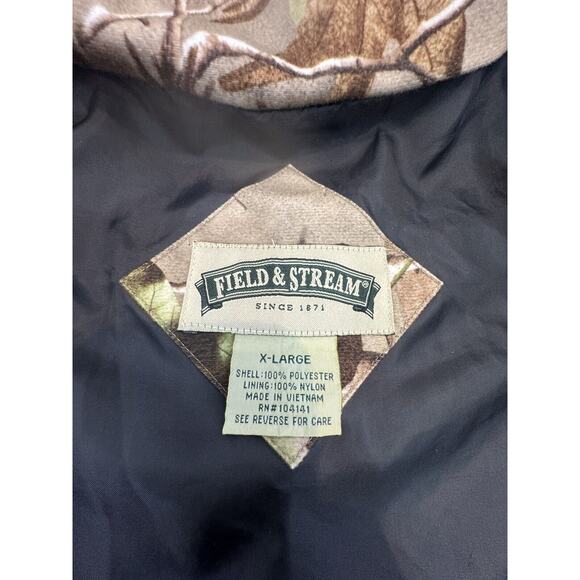 FIELD & STREAM®
SINCE 1871
X-LARGE
SHELL:100% POLYESTER
LINING:100% NYLON
MADE IN VIETNAM
RN#104141
SEE REVERSE FOR CARE